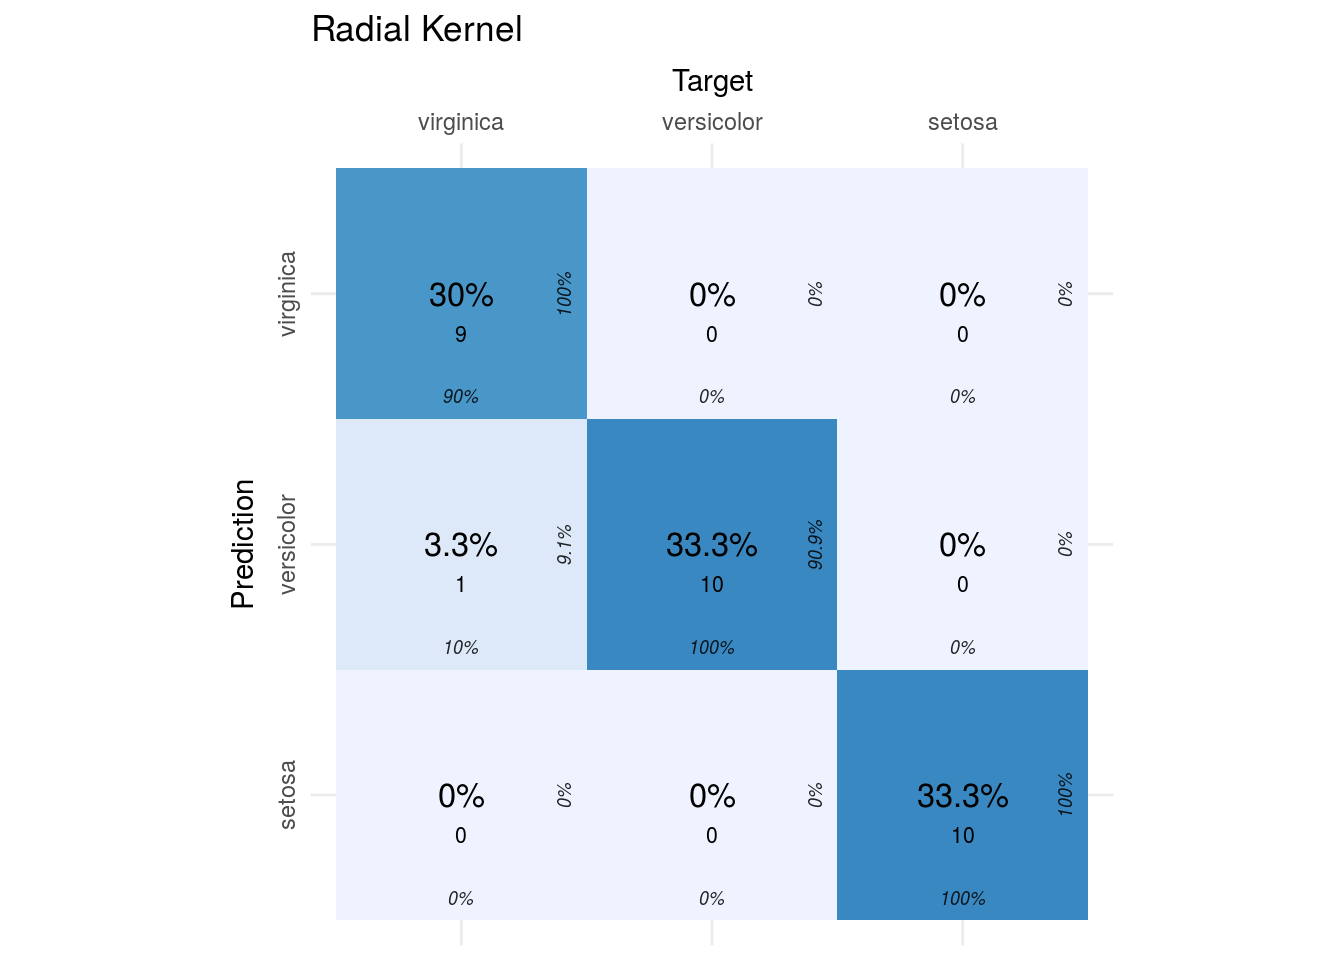 Radial Kernel
Target
virginica versicolor setosa
Prediction
virginica
30% 100% 0% 0% 0% 0%
9 0 0
90% 0% 0%
versicolor
3.3% 9.1% 33.3% 90.9% 0% 0%
1 10 0
10% 100% 0%
setosa
0% 0% 0% 0% 33.3% 100%
0 0 10
0% 0% 100%